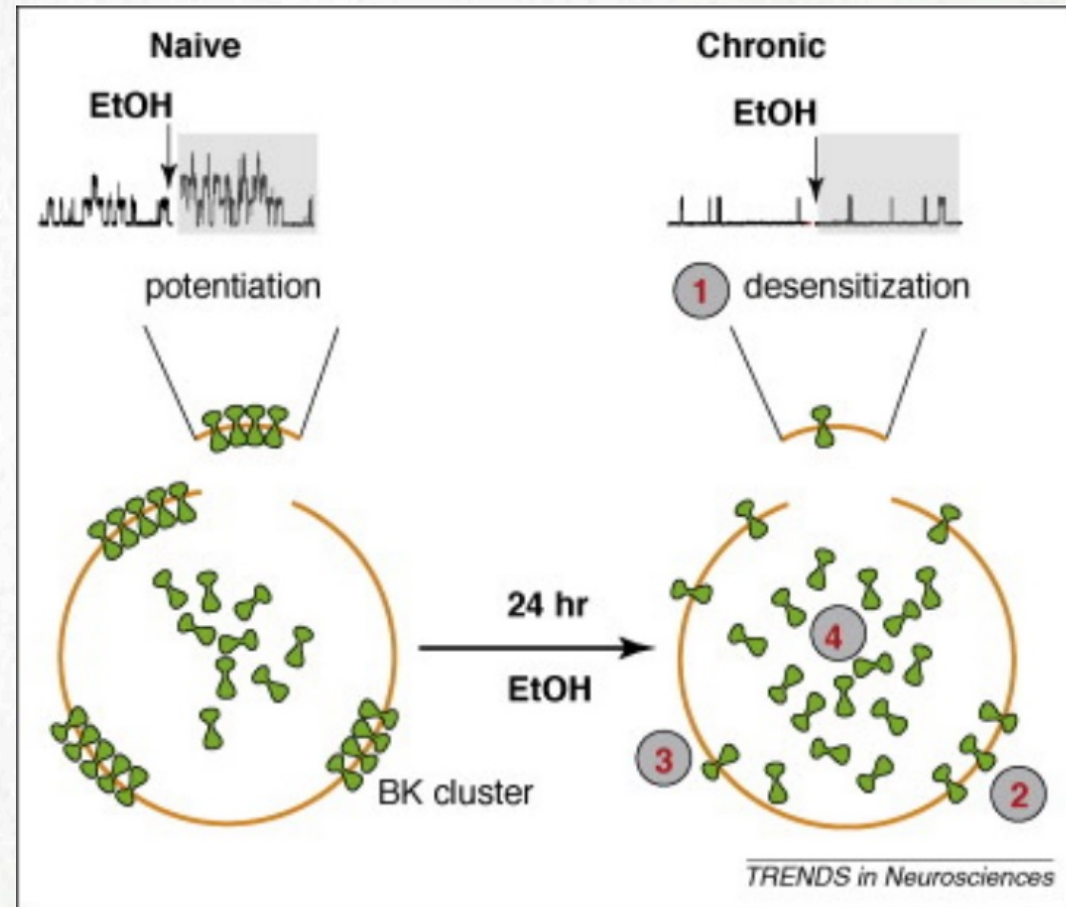 Naive
Chronic
EtOH
EtOH
potentiation
1 desensitization
24 hr
EtOH
4
3
BK cluster
2
TRENDS in Neurosciences